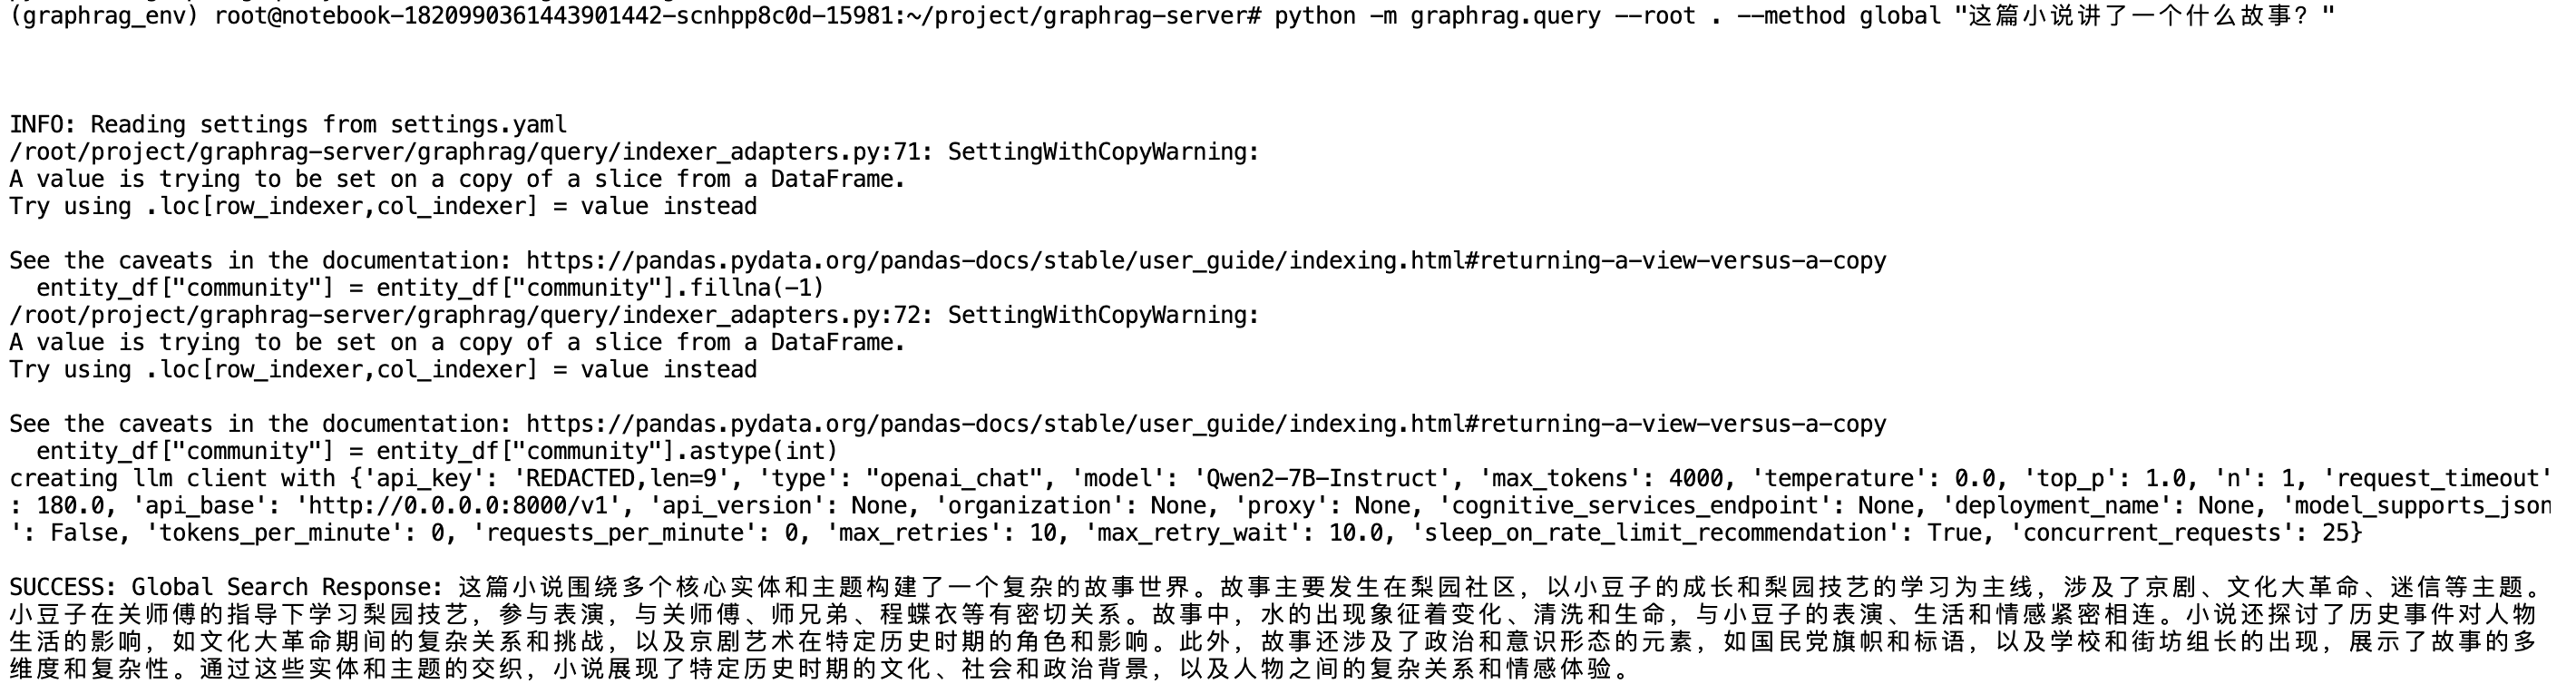 (graphrag_env) root@notebook-1820990361443901442-scnhpp8c0d-15981:~/project/graphrag-server# python -m graphrag.query --root . --method global "这篇小说讲了一个什么故事？"
INFO: Reading settings from settings.yaml
/root/project/graphrag-server/graphrag/query/indexer_adapters.py:71: SettingWithCopyWarning:
A value is trying to be set on a copy of a slice from a DataFrame.
Try using .loc[row_indexer,col_indexer] = value instead
See the caveats in the documentation: https://pandas.pydata.org/pandas-docs/stable/user_guide/indexing.html#returning-a-view-versus-a-copy
  entity_df["community"] = entity_df["community"].fillna(-1)
/root/project/graphrag-server/graphrag/query/indexer_adapters.py:72: SettingWithCopyWarning:
A value is trying to be set on a copy of a slice from a DataFrame.
Try using .loc[row_indexer,col_indexer] = value instead
See the caveats in the documentation: https://pandas.pydata.org/pandas-docs/stable/user_guide/indexing.html#returning-a-view-versus-a-copy
  entity_df["community"] = entity_df["community"].astype(int)
creating llm client with {'api_key': 'REDACTED,len=9', 'type': "openai_chat", 'model': 'Qwen2-7B-Instruct', 'max_tokens': 4000, 'temperature': 0.0, 'top_p': 1.0, 'n': 1, 'request_timeout'
: 180.0, 'api_base': 'http://0.0.0.0:8000/v1', 'api_version': None, 'organization': None, 'proxy': None, 'cognitive_services_endpoint': None, 'deployment_name': None, 'model_supports_json
': False, 'tokens_per_minute': 0, 'requests_per_minute': 0, 'max_retries': 10, 'max_retry_wait': 10.0, 'sleep_on_rate_limit_recommendation': True, 'concurrent_requests': 25}
SUCCESS: Global Search Response: 这篇小说围绕多个核心实体和主题构建了一个复杂的故事世界。故事主要发生在梨园社区，以小豆子的成长和梨园技艺的学习为主线，涉及了京剧、文化大革命、迷信等主题。
小豆子在关师傅的指导下学习梨园技艺，参与表演，与关师傅、师兄弟、程蝶衣等有密切关系。故事中，水的出现象征着变化、清洗和生命，与小豆子的表演、生活和情感紧密相连。小说还探讨了历史事件对人物
生活的影响，如文化大革命期间的复杂关系和挑战，以及京剧艺术在特定历史时期的角色和影响。此外，故事还涉及了政治和意识形态的元素，如国民党旗帜和标语，以及学校和街坊组长的出现，展示了故事的多
维度和复杂性。通过这些实体和主题的交织，小说展现了特定历史时期的文化、社会和政治背景，以及人物之间的复杂关系和情感体验。